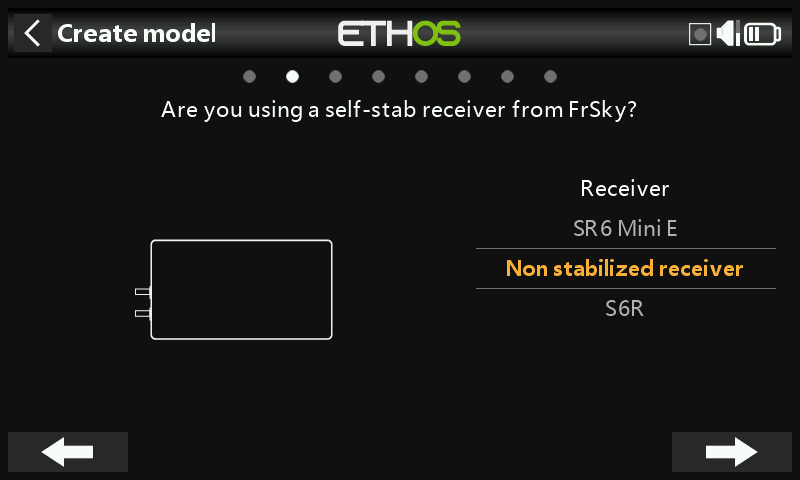 Create model
ETHOS
Are you using a self-stab receiver from FrSky?
Receiver
SR6 Mini E
Non stabilized receiver
S6R